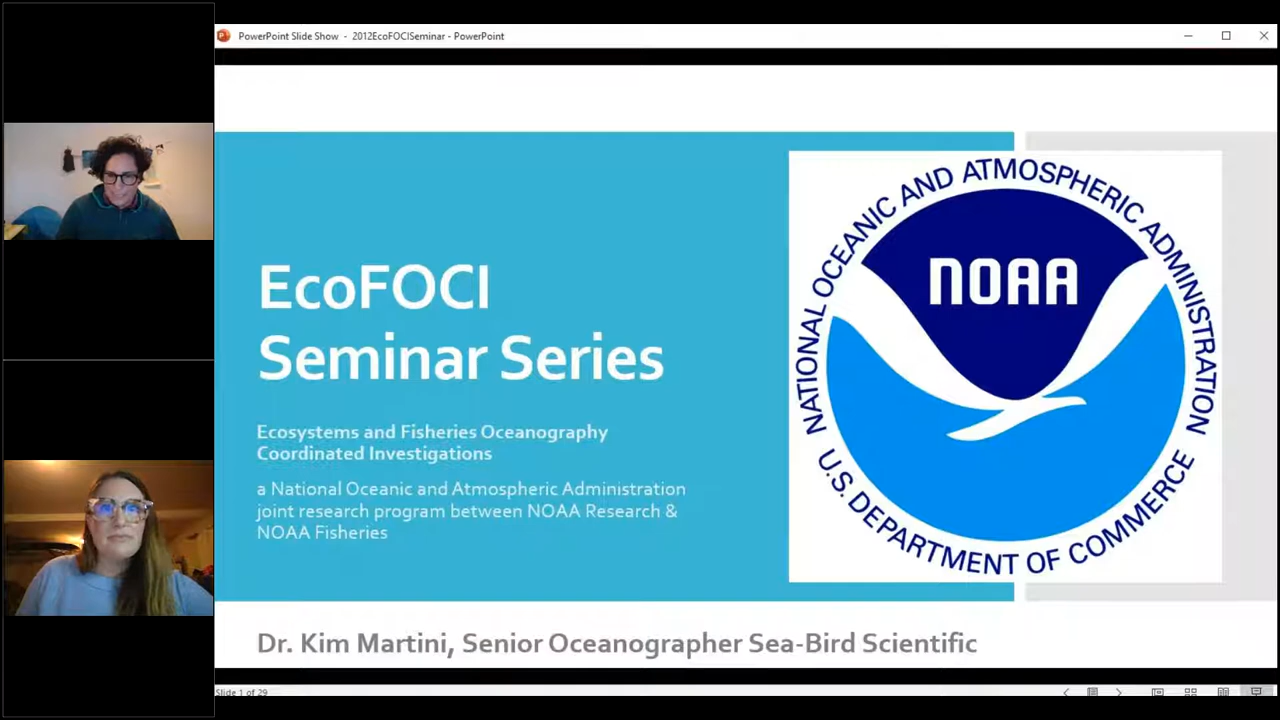 PowerPoint Slide Show - 2012EcoFOCISeminar - PowerPoint
EcoFOCI
Seminar Series
Ecosystems and Fisheries Oceanography
Coordinated Investigations
a National Oceanic and Atmospheric Administration
joint research program between NOAA Research &
NOAA Fisheries
NATIONAL OCEANIC AND ATMOSPHERIC ADMINISTRATION
NOAA
U.S. DEPARTMENT OF COMMERCE
Dr. Kim Martini, Senior Oceanographer Sea-Bird Scientific
Slide 1 of 29